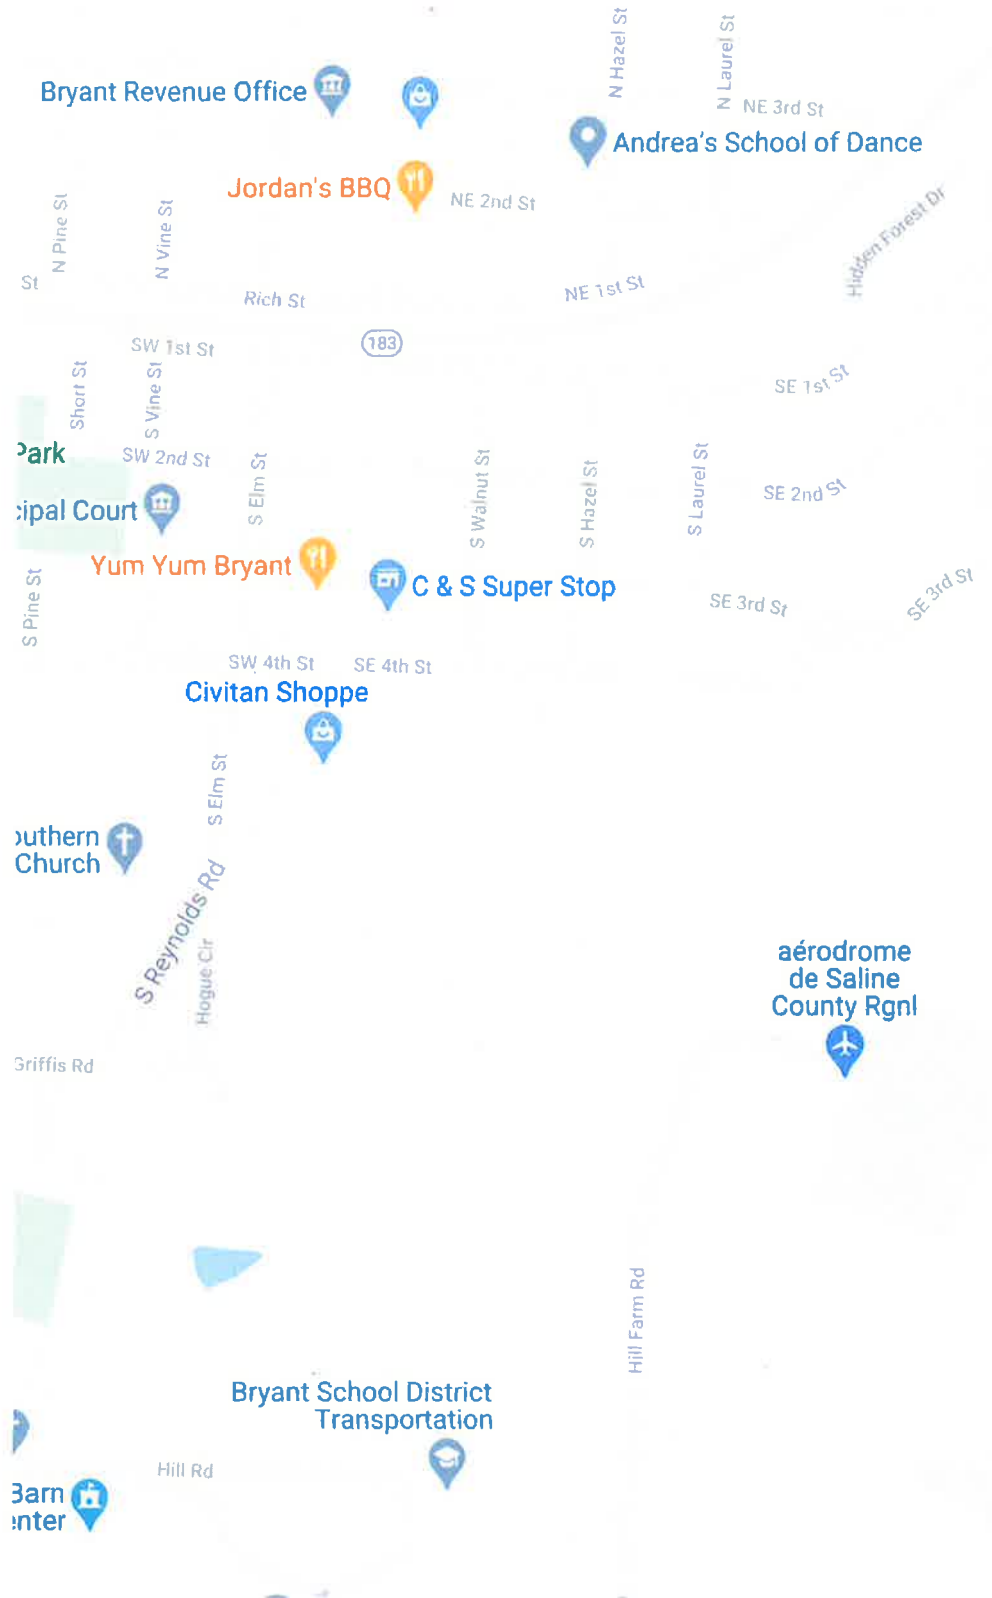 N Hazel St
N Laurel St
Bryant Revenue Office
NE 3rd St
Andrea's School of Dance
Jordan's BBQ
NE 2nd St
N Pine St
N Vine St
Hidden Forest Dr
St
Rich St
NE 1st St
SW 1st St
183
Short St
S Vine St
SE 1st St
Park
SW 2nd St
S Elm St
S Walnut St
S Hazel St
S Laurel St
SE 2nd St
cipal Court
Yum Yum Bryant
C & S Super Stop
S Pine St
SE 3rd St
SE 3rd St
SW 4th St
SE 4th St
Civitan Shoppe
S Elm St
outhern
Church
S Reynolds Rd
Hogue Cir
aérodrome
de Saline
County Rgnl
Griffis Rd
Hill Farm Rd
Bryant School District
Transportation
Hill Rd
Barn
enter